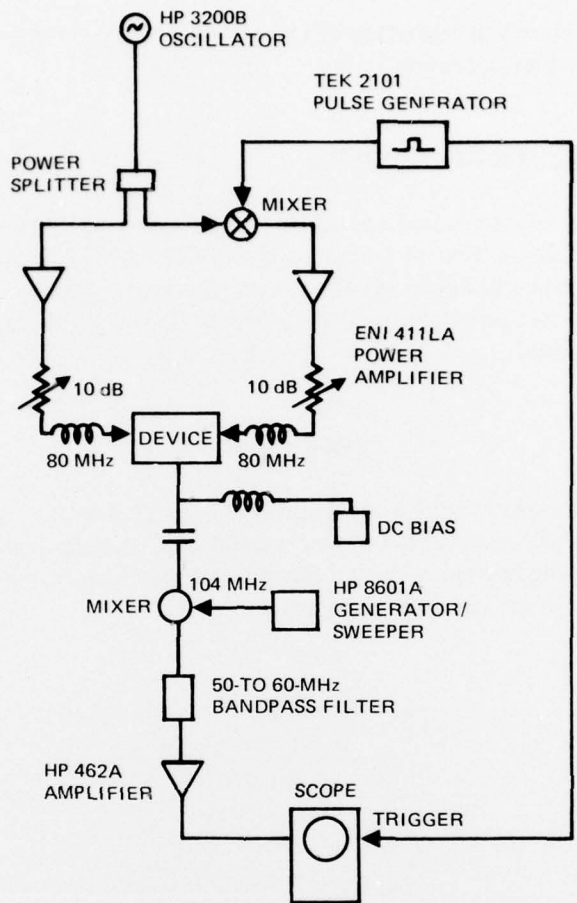 HP 3200B
OSCILLATOR
TEK 2101
PULSE GENERATOR
POWER
SPLITTER
MIXER
ENI 411LA
POWER
AMPLIFIER
10 dB
10 dB
DEVICE
80 MHz
80 MHz
DC BIAS
104 MHz
MIXER
HP 8601A
GENERATOR/
SWEEPER
50-TO 60-MHz
BANDPASS FILTER
HP 462A
AMPLIFIER
SCOPE
TRIGGER